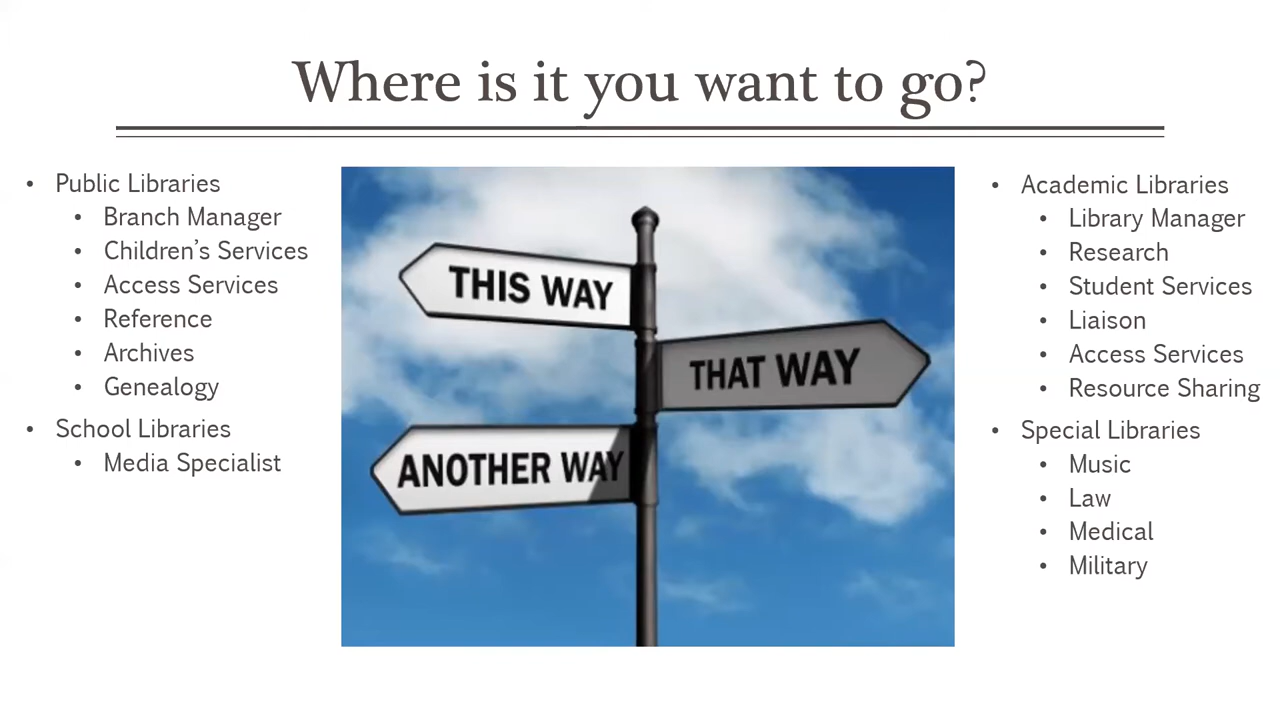 Where is it you want to go?
• Public Libraries
• Branch Manager
• Children’s Services
• Access Services
• Reference
• Archives
• Genealogy
• School Libraries
• Media Specialist
THIS WAY
THAT WAY
ANOTHER WAY
• Academic Libraries
• Library Manager
• Research
• Student Services
• Liaison
• Access Services
• Resource Sharing
• Special Libraries
• Music
• Law
• Medical
• Military